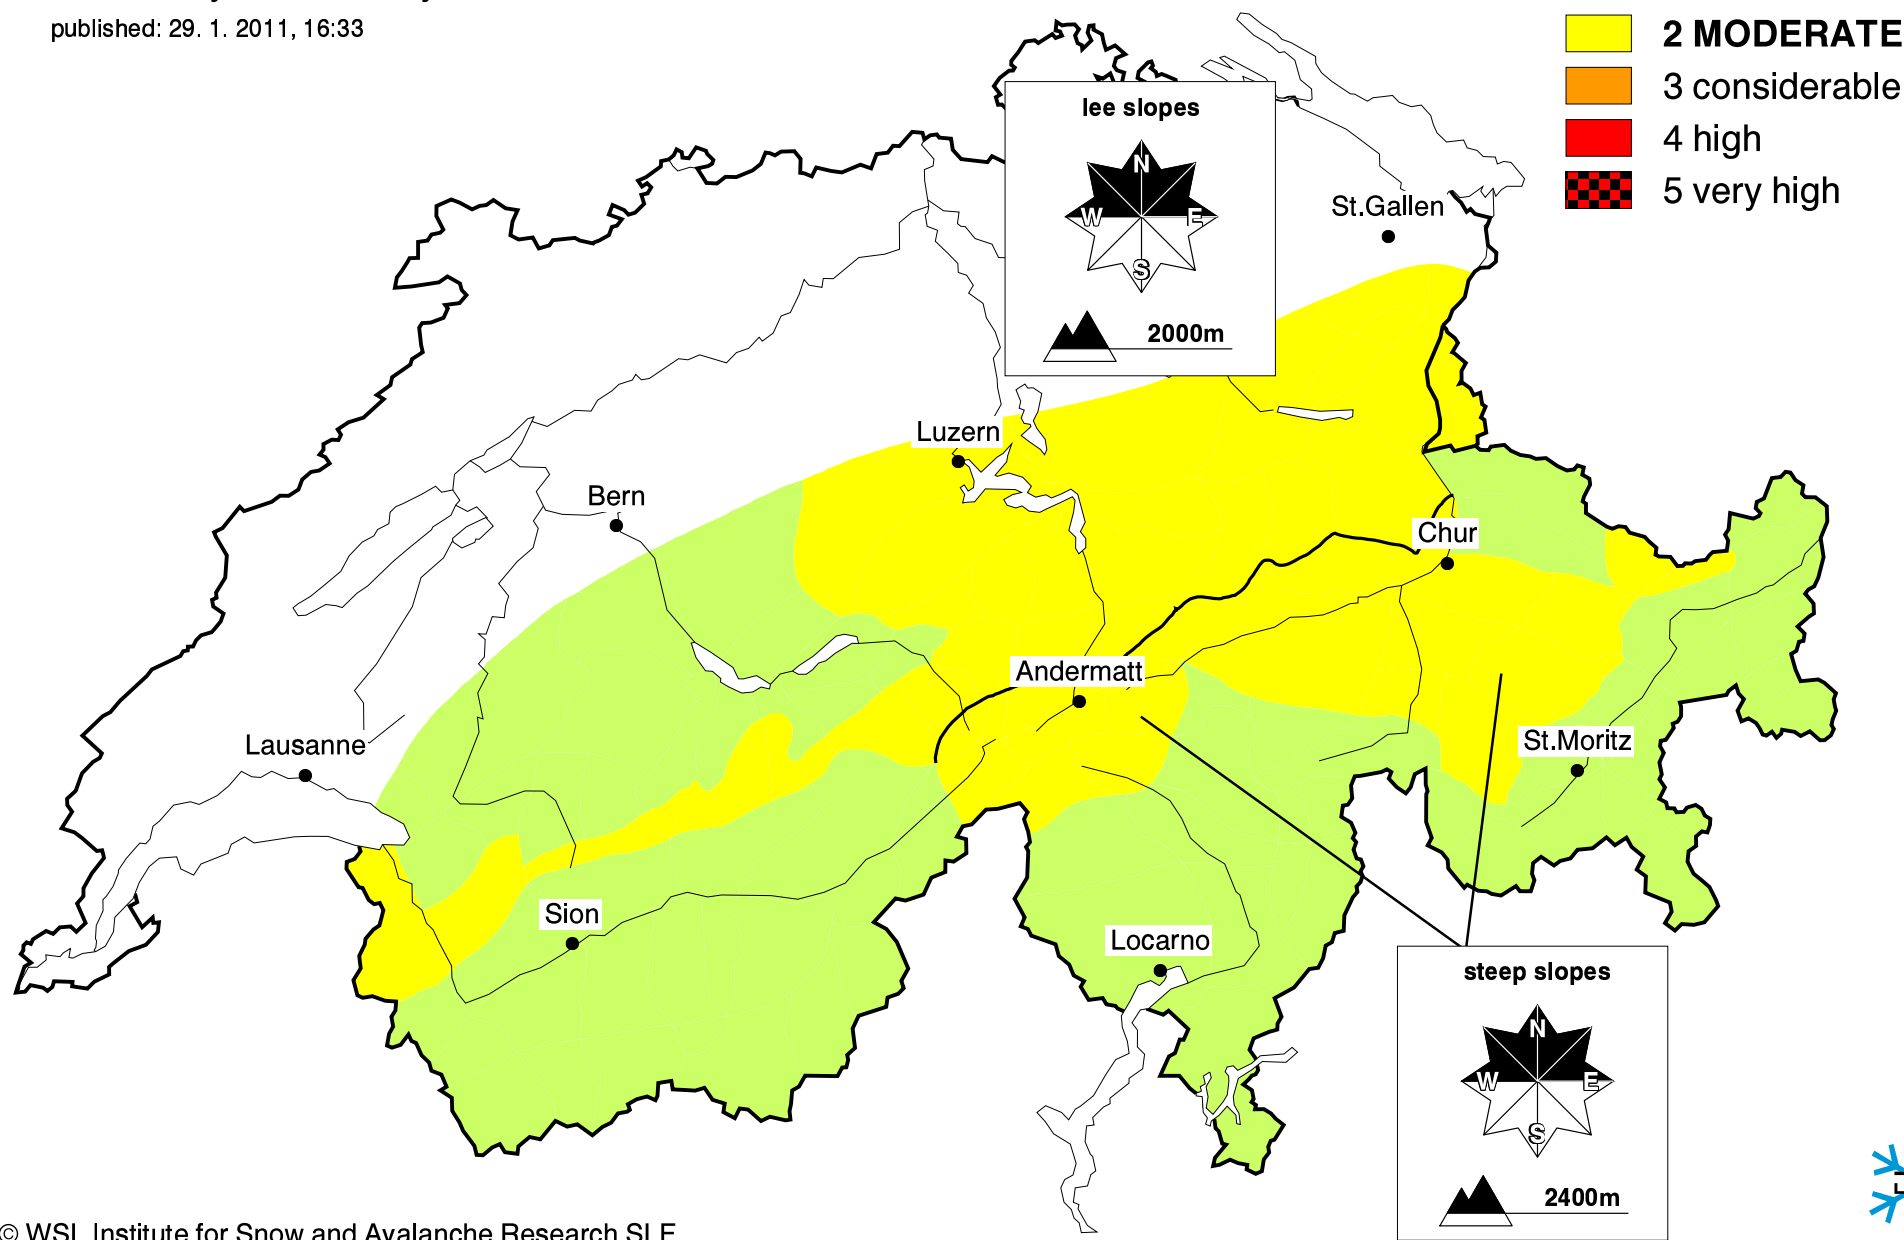 published: 29. 1. 2011, 16:33
2 MODERATE
3 considerable
4 high
5 very high
lee slopes
N
W E
S
2000m
St.Gallen
Luzern
Bern
Chur
Andermatt
St.Moritz
Lausanne
Sion
Locarno
steep slopes
N
W E
S
2400m
© WSL Institute for Snow and Avalanche Research SLF